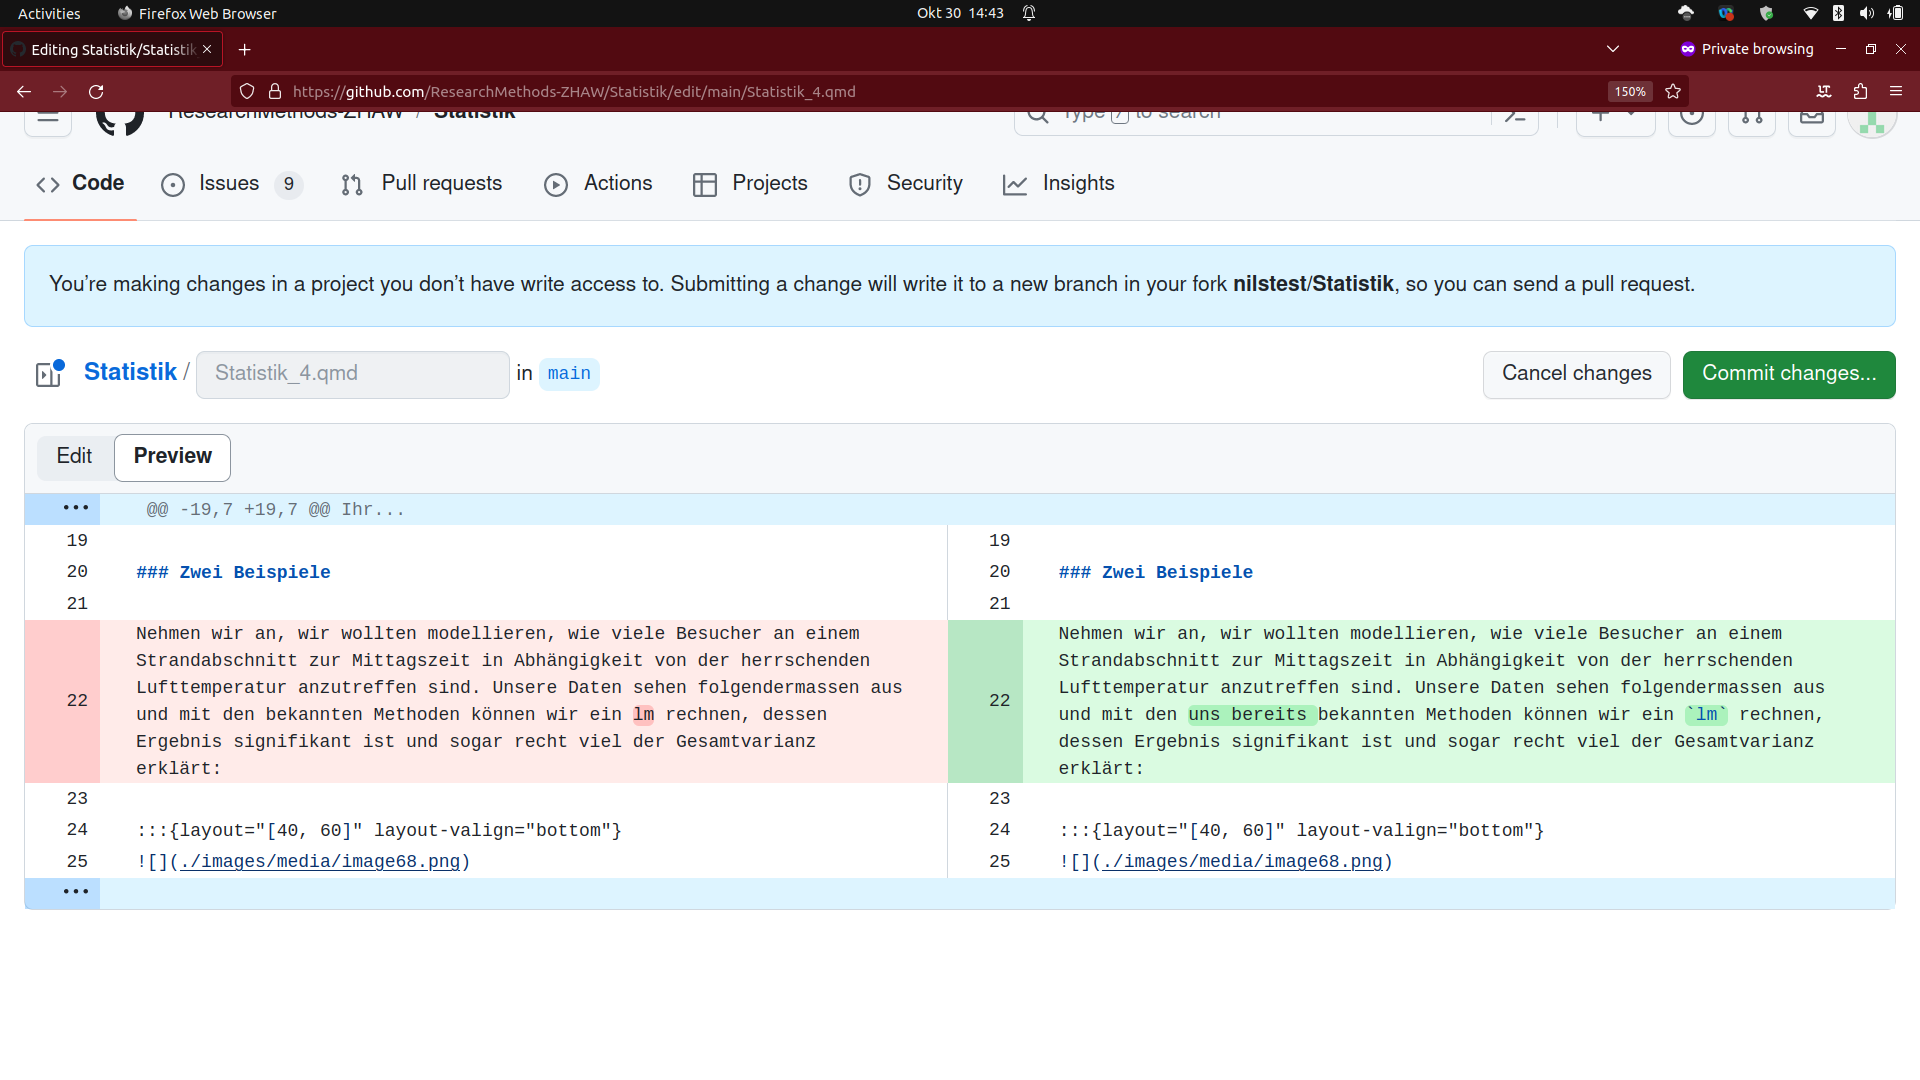 Activities Firefox Web Browser Okt 30 14:43
Editing Statistik/Statistik Private browsing
https://github.com/ResearchMethods-ZHAW/Statistik/edit/main/Statistik_4.qmd 150%
ResearchMethods-ZHAW / Statistik Type / to search
Code Issues 9 Pull requests Actions Projects Security Insights
You’re making changes in a project you don’t have write access to. Submitting a change will write it to a new branch in your fork nilstest/Statistik, so you can send a pull request.
Statistik / Statistik_4.qmd in main Cancel changes Commit changes...
Edit Preview
@@ -19,7 +19,7 @@ Ihr...
19
20 ### Zwei Beispiele
21
22 Nehmen wir an, wir wollten modellieren, wie viele Besucher an einem
Strandabschnitt zur Mittagszeit in Abhängigkeit von der herrschenden
Lufttemperatur anzutreffen sind. Unsere Daten sehen folgendermassen aus
und mit den bekannten Methoden können wir ein lm rechnen, dessen
Ergebnis signifikant ist und sogar recht viel der Gesamtvarianz
erklärt:
23
24 :::{layout="[40, 60]" layout-valign="bottom"}
25 ![](./images/media/image68.png)
19
20 ### Zwei Beispiele
21
22 Nehmen wir an, wir wollten modellieren, wie viele Besucher an einem
Strandabschnitt zur Mittagszeit in Abhängigkeit von der herrschenden
Lufttemperatur anzutreffen sind. Unsere Daten sehen folgendermassen aus
und mit den uns bereits bekannten Methoden können wir ein `lm` rechnen,
dessen Ergebnis signifikant ist und sogar recht viel der Gesamtvarianz
erklärt:
23
24 :::{layout="[40, 60]" layout-valign="bottom"}
25 ![](./images/media/image68.png)